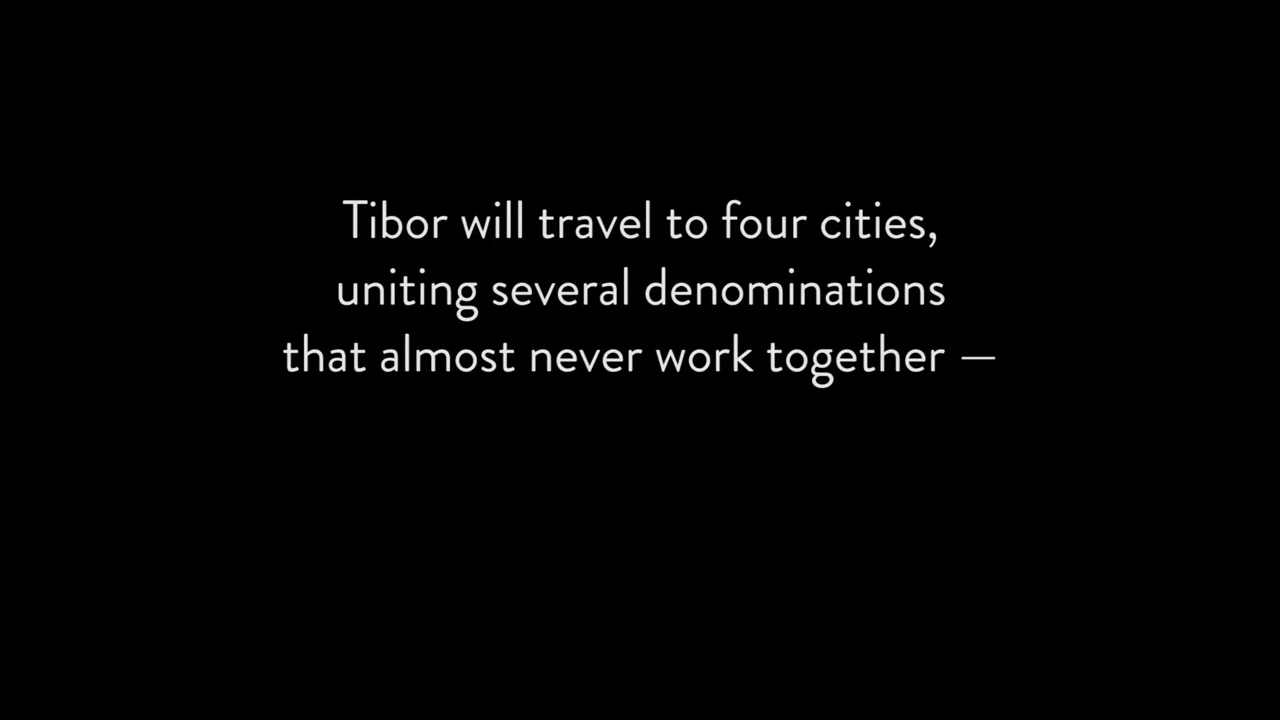 Tibor will travel to four cities,
uniting several denominations
that almost never work together —